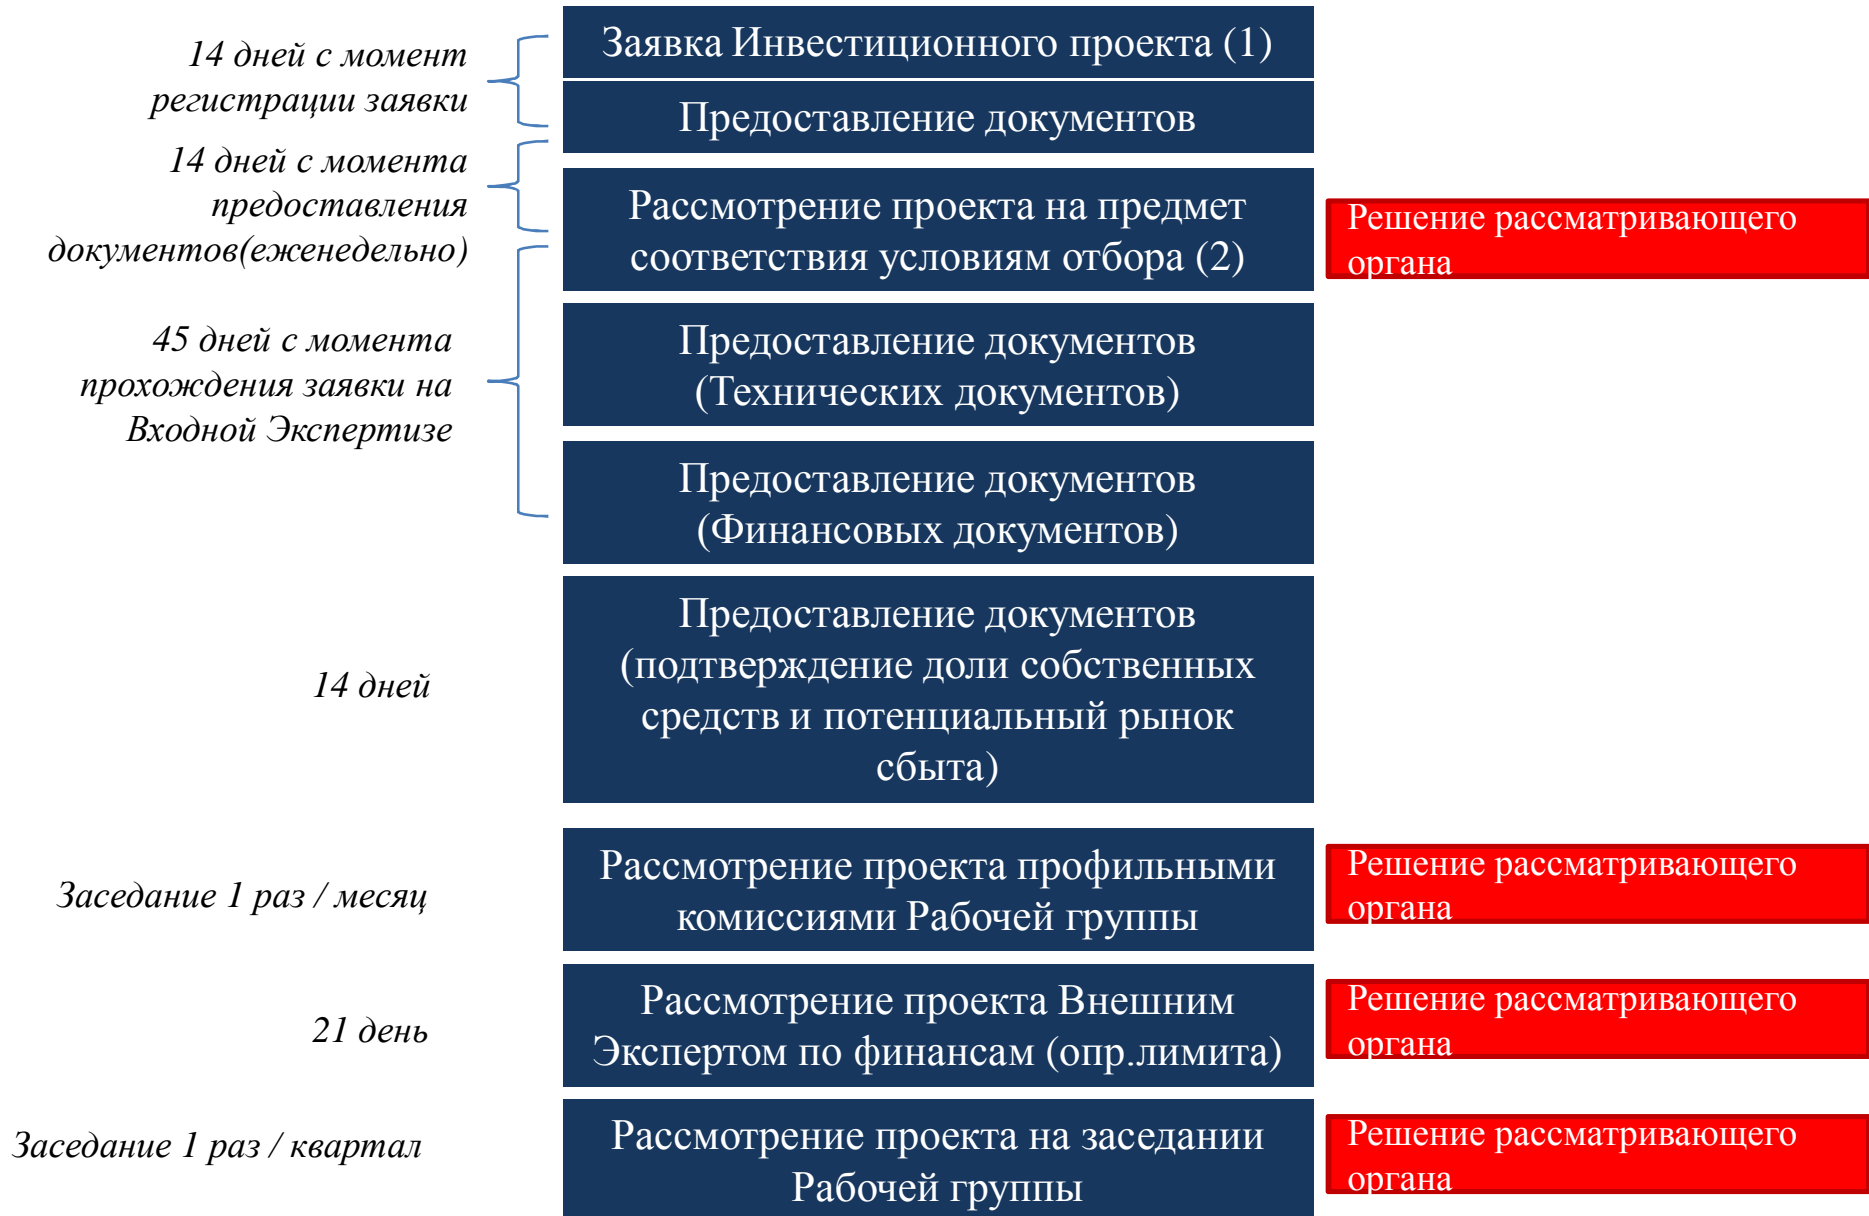 14 дней с момент
регистрации заявки
Заявка Инвестиционного проекта (1)
Предоставление документов
14 дней с момента
предоставления
документов(еженедельно)
Рассмотрение проекта на предмет
соответствия условиям отбора (2)
Решение рассматривающего
органа
45 дней с момента
прохождения заявки на
Входной Экспертизе
Предоставление документов
(Технических документов)
Предоставление документов
(Финансовых документов)
14 дней
Предоставление документов
(подтверждение доли собственных
средств и потенциальный рынок
сбыта)
Заседание 1 раз / месяц
Рассмотрение проекта профильными
комиссиями Рабочей группы
Решение рассматривающего
органа
21 день
Рассмотрение проекта Внешним
Экспертом по финансам (опр.лимита)
Решение рассматривающего
органа
Заседание 1 раз / квартал
Рассмотрение проекта на заседании
Рабочей группы
Решение рассматривающего
органа